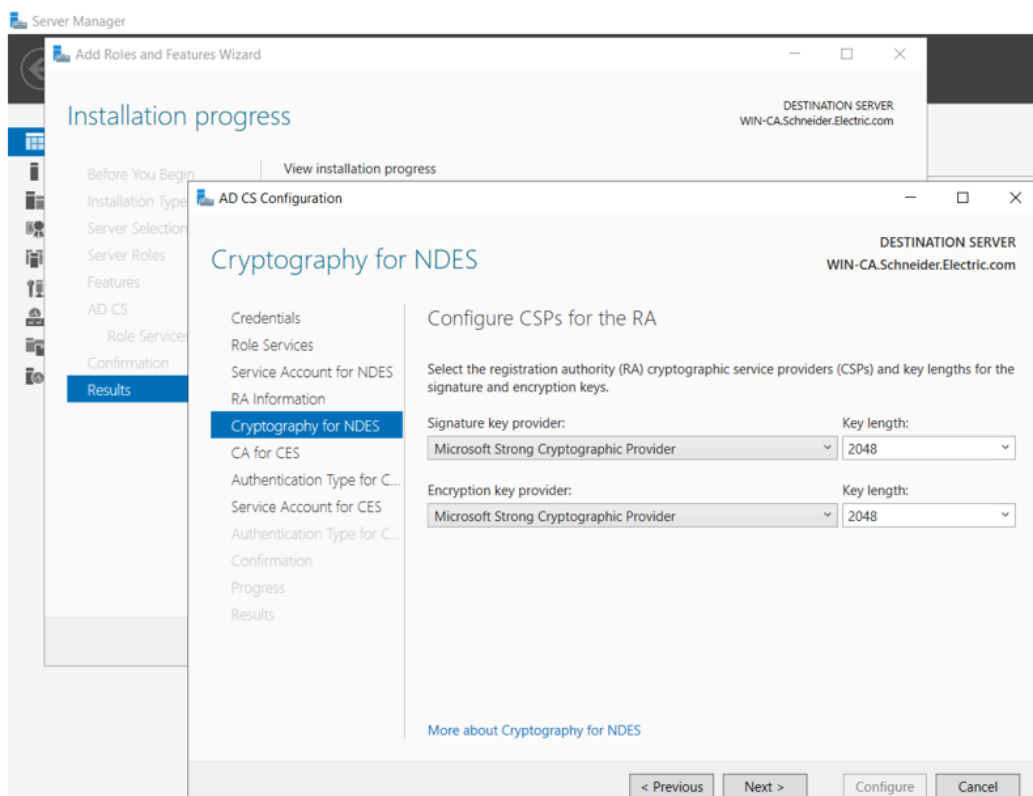 Server Manager
Add Roles and Features Wizard
Installation progress
DESTINATION SERVER
WIN-CA.Schneider.Electric.com
Before You Begin
Installation Type
Server Selection
Server Roles
Features
AD CS
Role Services
Confirmation
Results
View installation progress
AD CS Configuration
Cryptography for NDES
DESTINATION SERVER
WIN-CA.Schneider.Electric.com
Credentials
Role Services
Service Account for NDES
RA Information
Cryptography for NDES
CA for CES
Authentication Type for C...
Service Account for CES
Authentication Type for C...
Confirmation
Progress
Results
Configure CSPs for the RA
Select the registration authority (RA) cryptographic service providers (CSPs) and key lengths for the
signature and encryption keys.
Signature key provider: Key length:
Microsoft Strong Cryptographic Provider 2048
Encryption key provider: Key length:
Microsoft Strong Cryptographic Provider 2048
More about Cryptography for NDES
< Previous Next > Configure Cancel